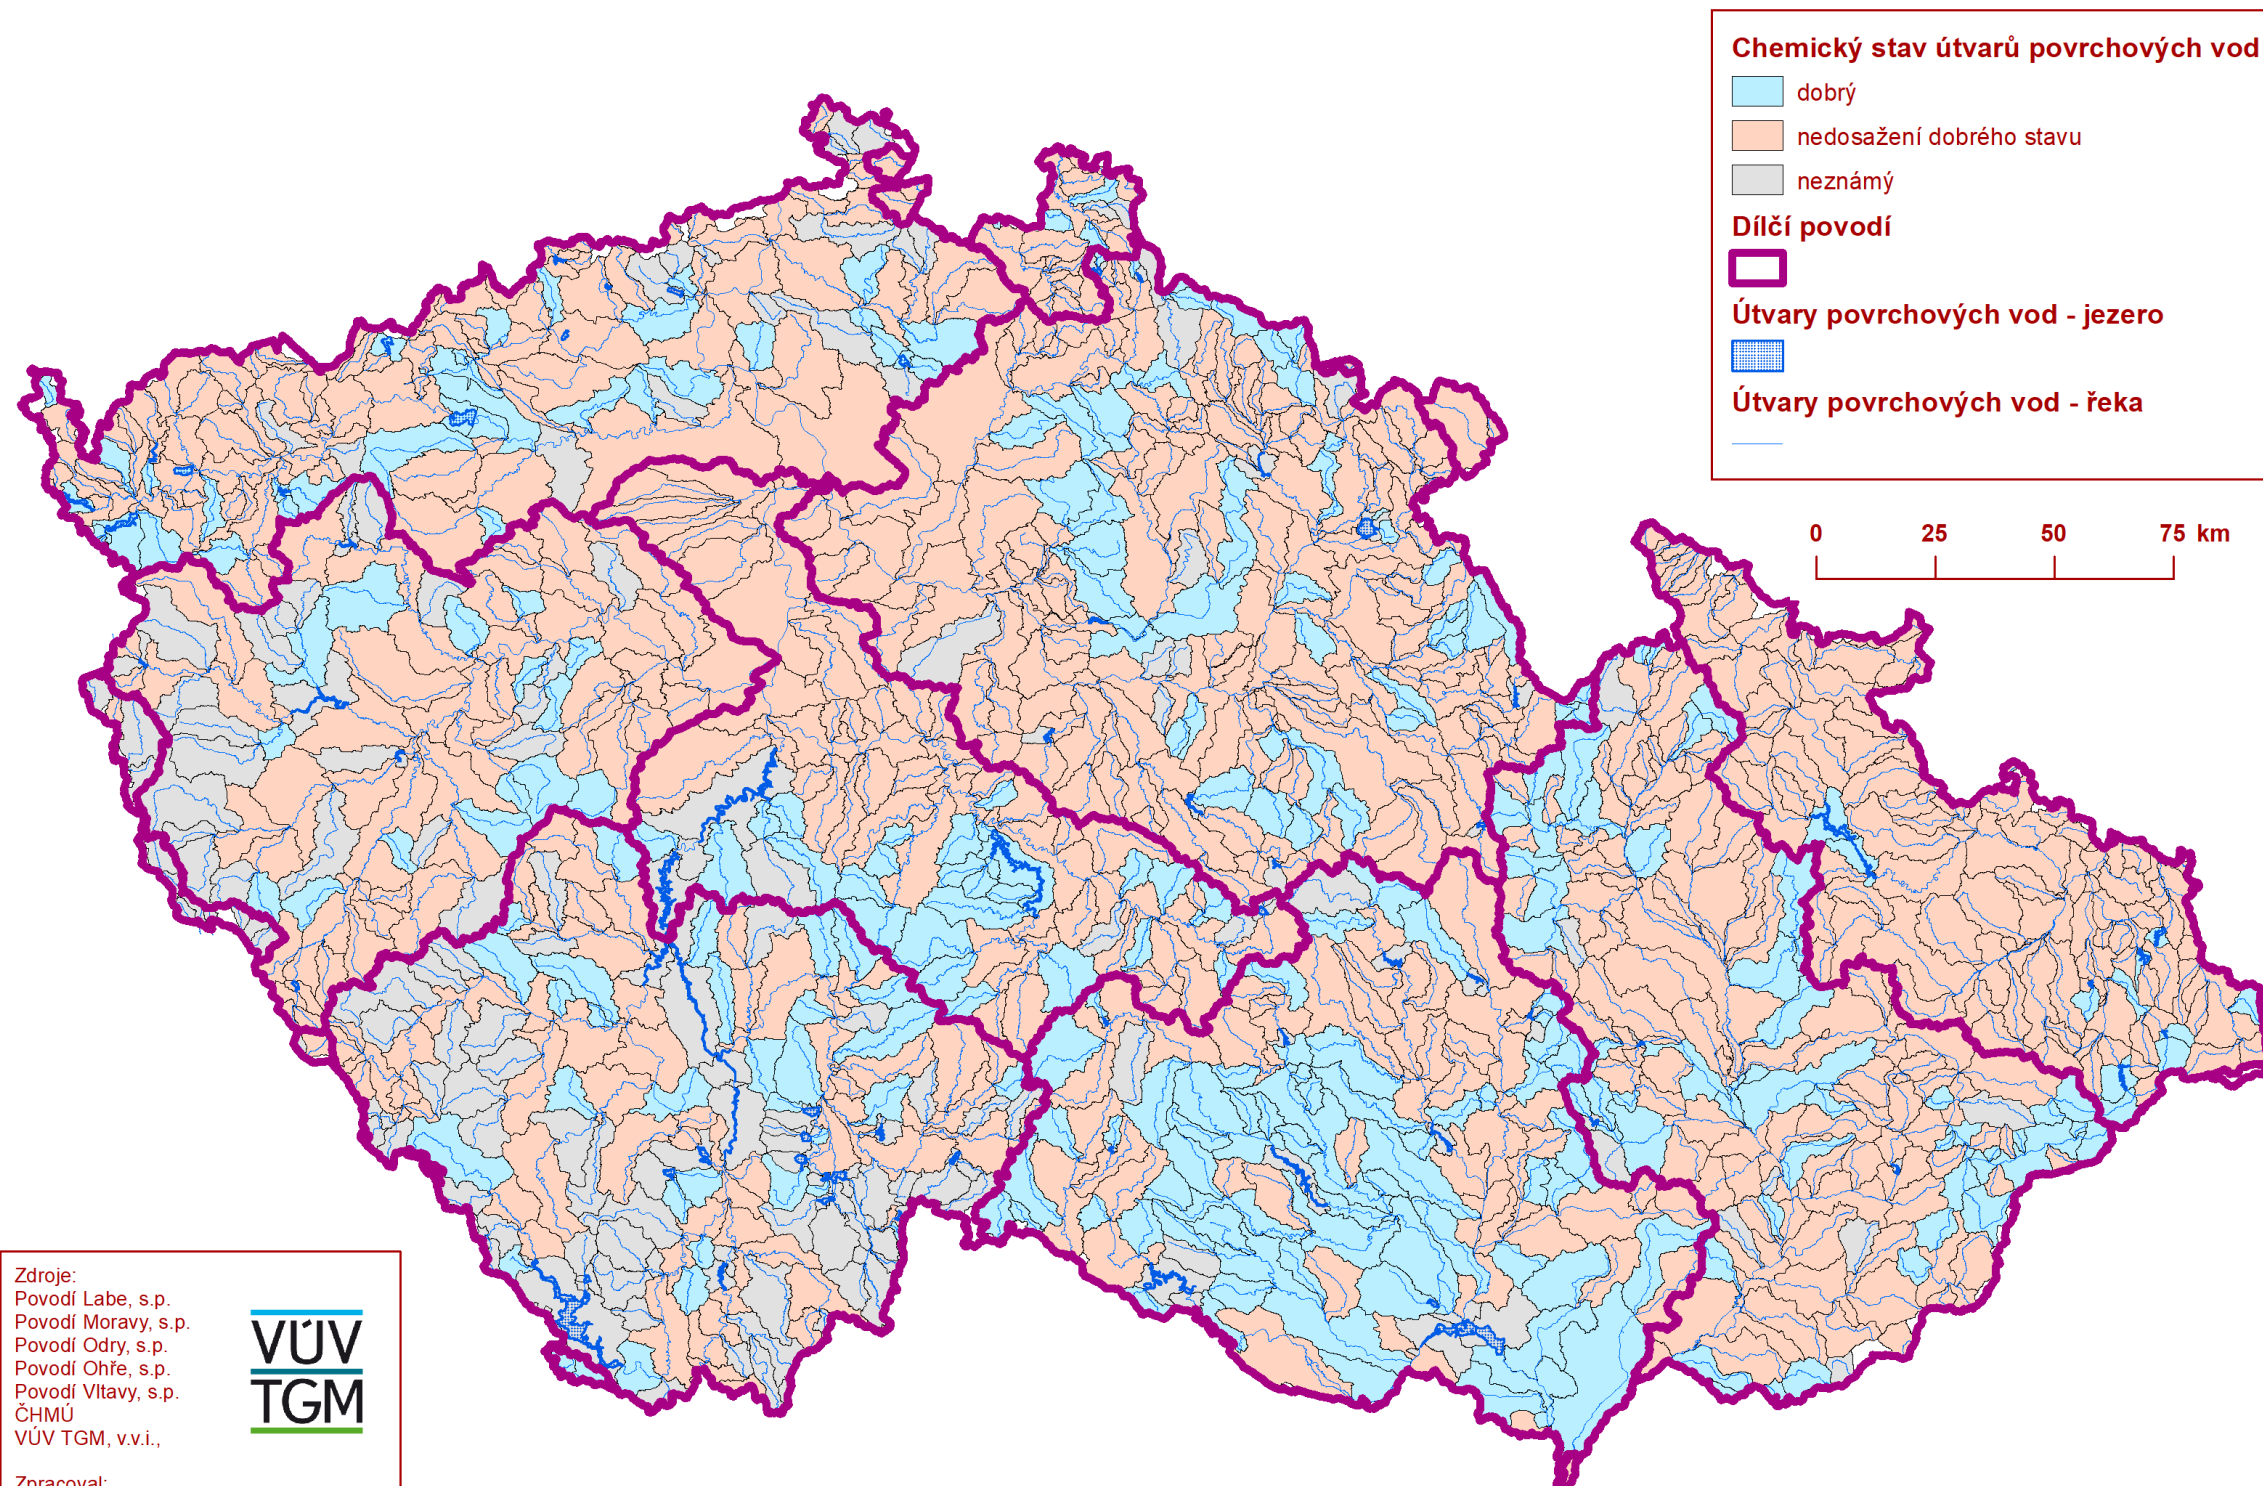 Chemický stav útvarů povrchových vod
dobrý
nedosažení dobrého stavu
neznámý
Dílčí povodí
Útvary povrchových vod - jezero
Útvary povrchových vod - řeka
0 25 50 75 km
Zdroje:
Povodí Labe, s.p.
Povodí Moravy, s.p.
Povodí Odry, s.p.
Povodí Ohře, s.p.
Povodí Vltavy, s.p.
ČHMÚ
VÚV TGM, v.v.i.,
Zpracoval:
VÚV
TGM